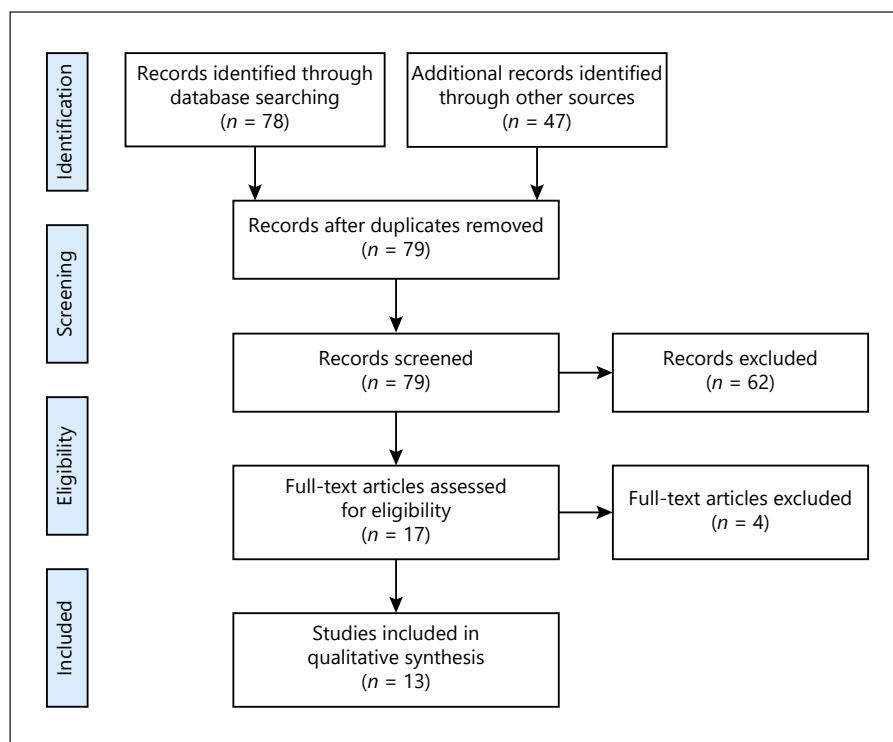 Identification
Records identified through
database searching
(n = 78)
Additional records identified
through other sources
(n = 47)
Screening
Records after duplicates removed
(n = 79)
Records screened
(n = 79)
Records excluded
(n = 62)
Eligibility
Full-text articles assessed
for eligibility
(n = 17)
Full-text articles excluded
(n = 4)
Included
Studies included in
qualitative synthesis
(n = 13)